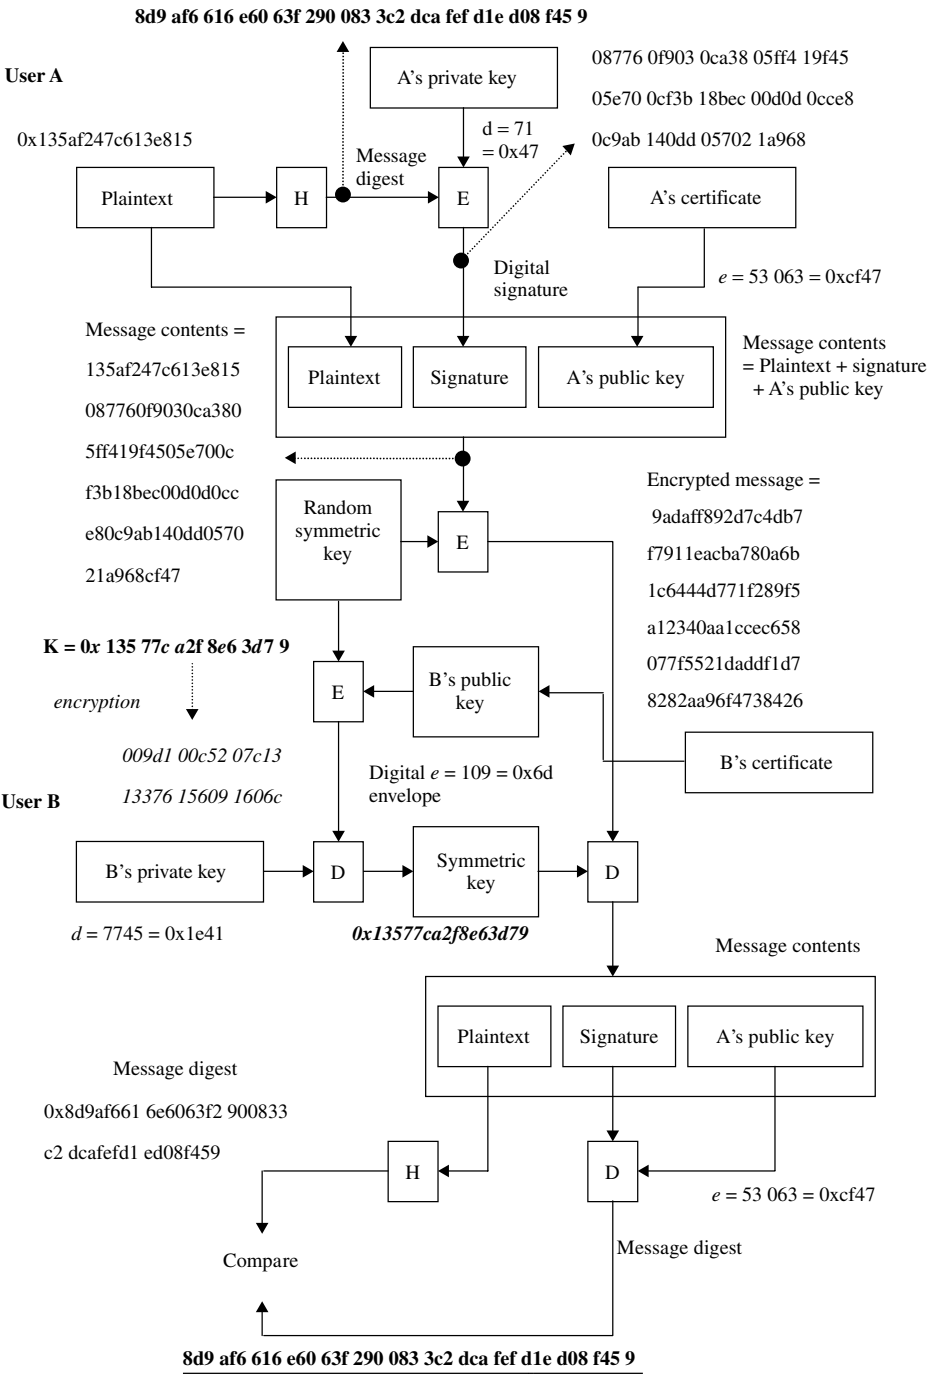 8d9 af6 616 e60 63f 290 083 3c2 dca fef d1e d08 f45 9
User A
A's private key
08776 0f903 0ca38 05ff4 19f45
05e70 0cf3b 18bec 00d0d 0cce8
0c9ab 140dd 05702 1a968
0x135af247c613e815
d = 71
= 0x47
Message
digest
Plaintext
H
E
A's certificate
Digital
signature
e = 53 063 = 0xcf47
Message contents =
135af247c613e815
087760f9030ca380
5ff419f4505e700c
f3b18bec00d0d0cc
e80c9ab140dd0570
21a968cf47
Plaintext
Signature
A's public key
Message contents
= Plaintext + signature
+ A's public key
Random
symmetric
key
E
Encrypted message =
9adaff892d7c4db7
f7911eacba780a6b
1c6444d771f289f5
a12340aa1ccec658
077f5521daddf1d7
8282aa96f4738426
K = 0x 135 77c a2f 8e6 3d7 9
encryption
009d1 00c52 07c13
13376 15609 1606c
E
B's public
key
B's certificate
Digital e = 109 = 0x6d
envelope
User B
B's private key
D
Symmetric
key
D
d = 7745 = 0x1e41
0x13577ca2f8e63d79
Message contents
Plaintext
Signature
A's public key
Message digest
0x8d9af661 6e6063f2 900833
c2 dcafefd1 ed08f459
H
D
e = 53 063 = 0xcf47
Message digest
Compare
8d9 af6 616 e60 63f 290 083 3c2 dca fef d1e d08 f45 9